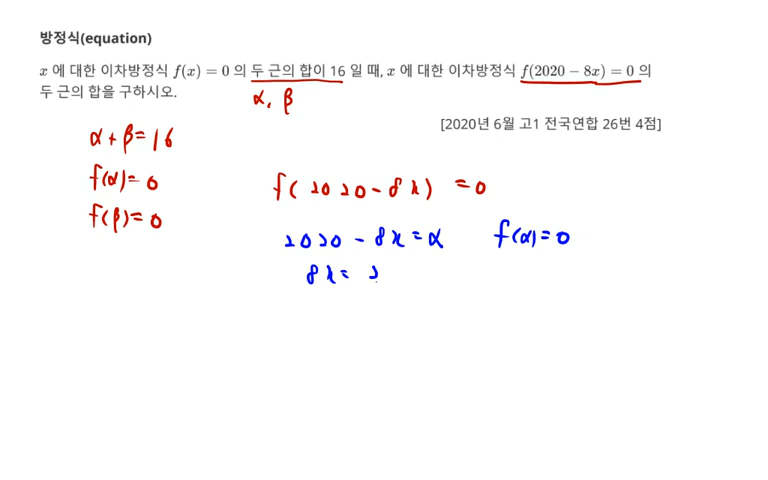 방정식(equation)
x 에 대한 이차방정식 f(x) = 0 의 두 근의 합이 16 일 때, x 에 대한 이차방정식 f(2020 − 8x) = 0 의
두 근의 합을 구하시오.
α, β
[2020년 6월 고1 전국연합 26번 4점]
α + β = 16
f(α) = 0
f(β) = 0
f(2020 - 8x) = 0
2020 - 8x = α
f(α) = 0
8x = 2